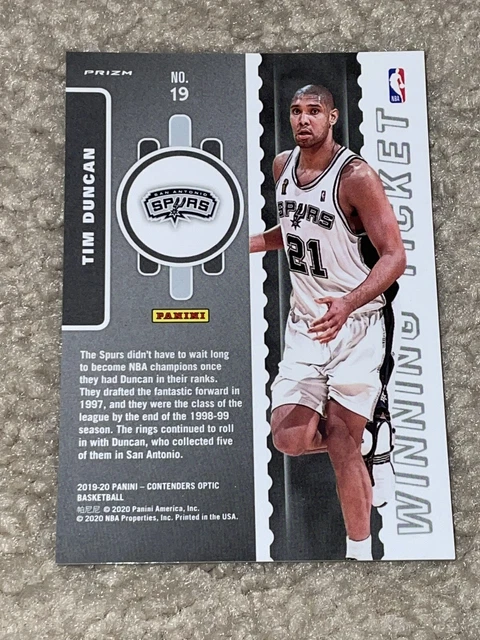 PRIZM
NO.
19
TIM DUNCAN
SAN ANTONIO
SPURS
PANINI
The Spurs didn't have to wait long
to become NBA champions once
they had Duncan in their ranks.
They drafted the fantastic forward in
1997, and they were the class of the
league by the end of the 1998-99
season. The rings continued to roll
in with Duncan, who collected five
of them in San Antonio.
2019-20 PANINI – CONTENDERS OPTIC
BASKETBALL
帕尼尼 © 2020 Panini America, Inc.
© 2020 NBA Properties, Inc. Printed in the USA.
NBA
SPURS
21
WINNING TICKET